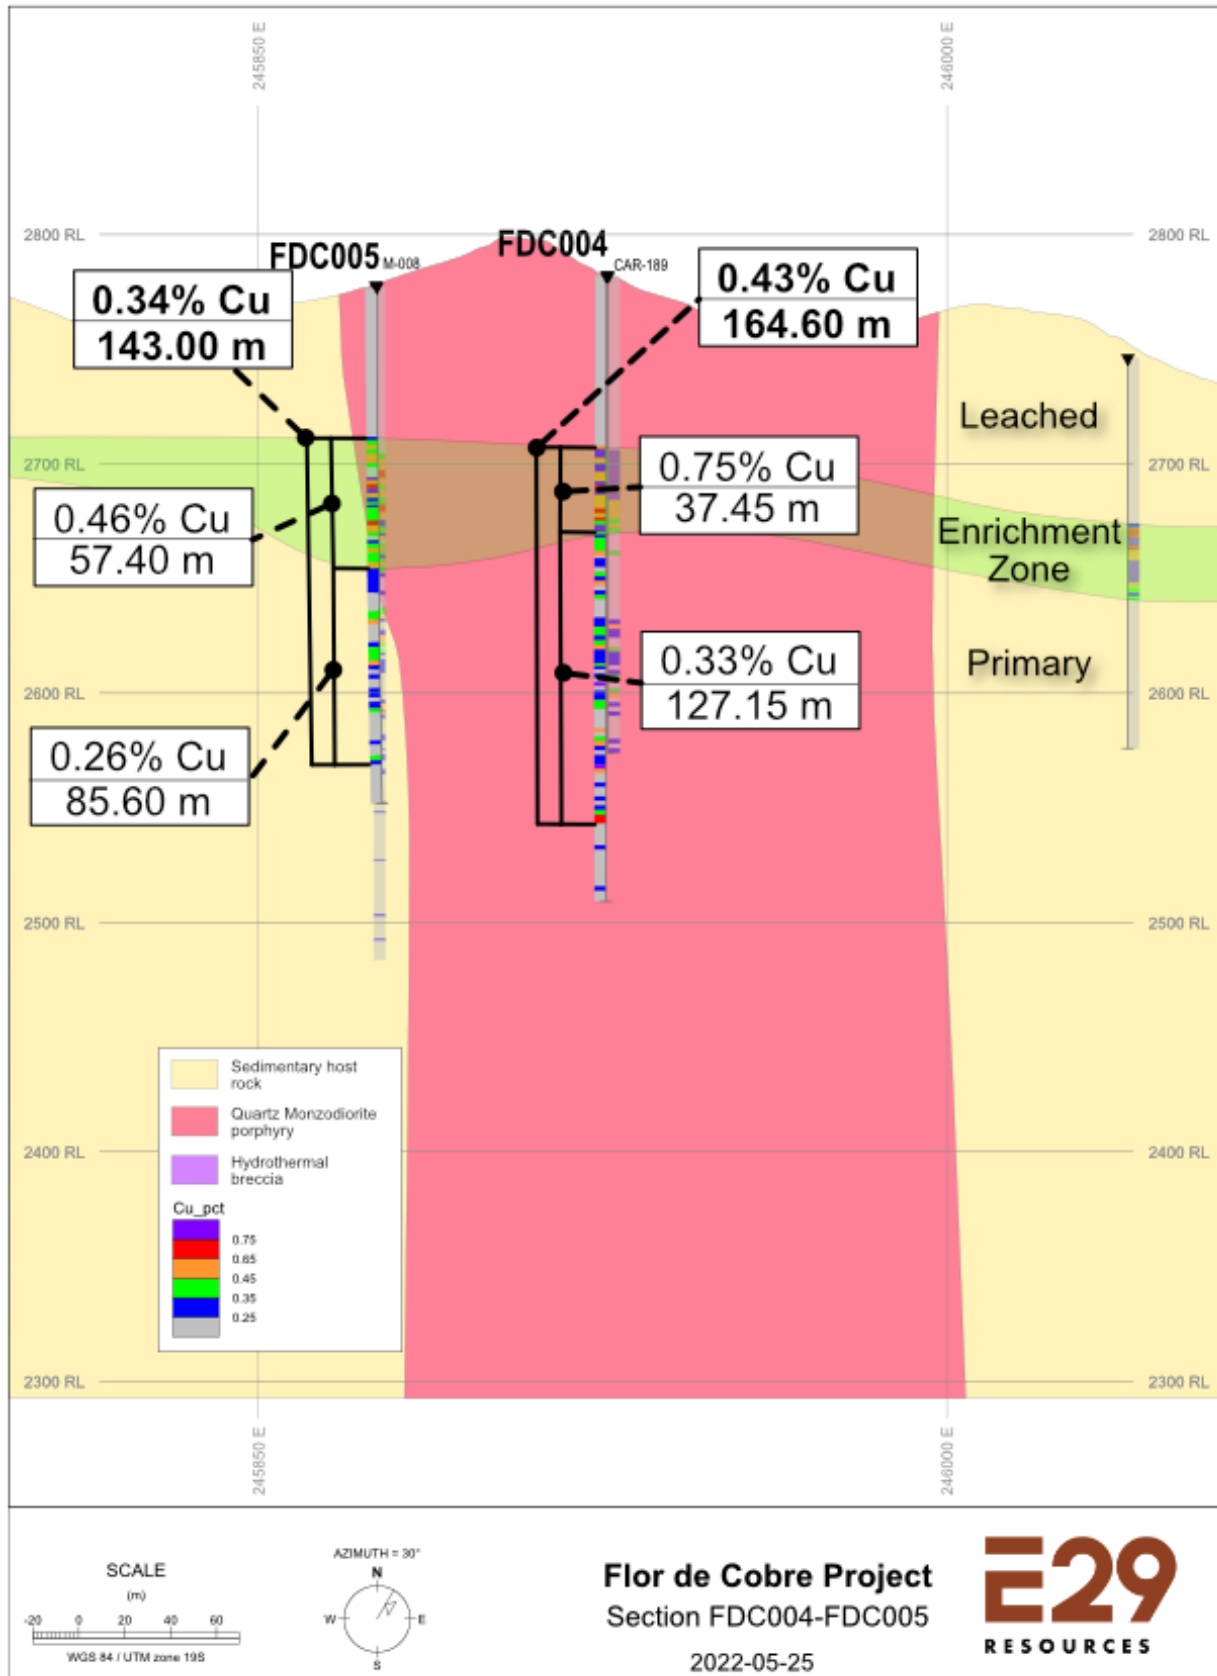 245850 E
246000 E
2800 RL
2800 RL
FDC005
M-008
FDC004
CAR-189
0.34% Cu
143.00 m
0.43% Cu
164.60 m
Leached
2700 RL
2700 RL
0.46% Cu
57.40 m
0.75% Cu
37.45 m
Enrichment
Zone
Primary
0.33% Cu
127.15 m
2600 RL
2600 RL
0.26% Cu
85.60 m
2500 RL
2500 RL
Sedimentary host
rock
Quartz Monzodiorite
porphyry
Hydrothermal
breccia
Cu_pct
0.75
0.65
0.45
0.35
0.25
2400 RL
2400 RL
2300 RL
2300 RL
245850 E
246000 E
SCALE
(m)
-20 0 20 40 60
WGS 84 / UTM zone 19S
AZIMUTH = 30°
N
W E
S
Flor de Cobre Project
Section FDC004-FDC005
2022-05-25
E29
RESOURCES